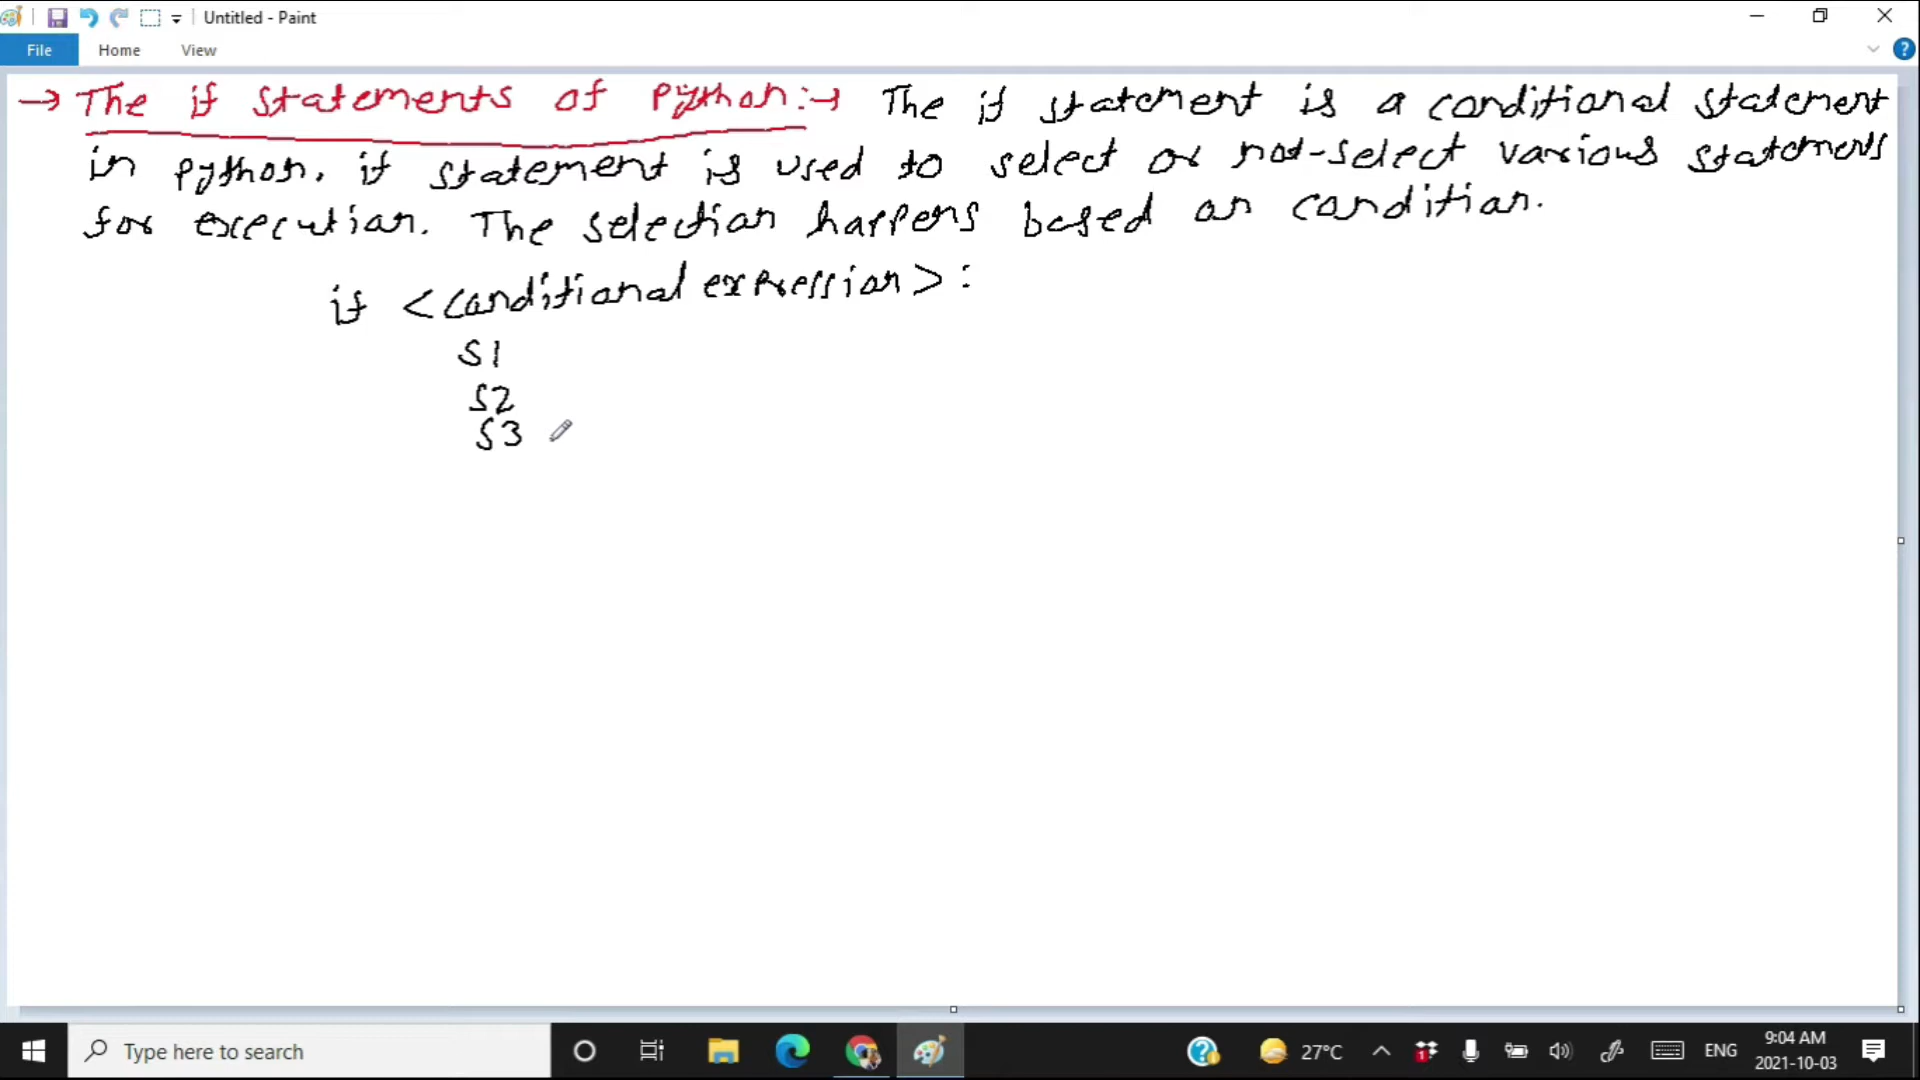 Untitled - Paint
File Home View
→ The if statements of Python:→ The if statement is a conditional statement
in python. if statement is used to select or not-select various statements
for execution. The selection happens based on condition.
if <conditional expression>:
S1
S2
S3
Type here to search
1
27°C
ENG
9:04 AM
2021-10-03